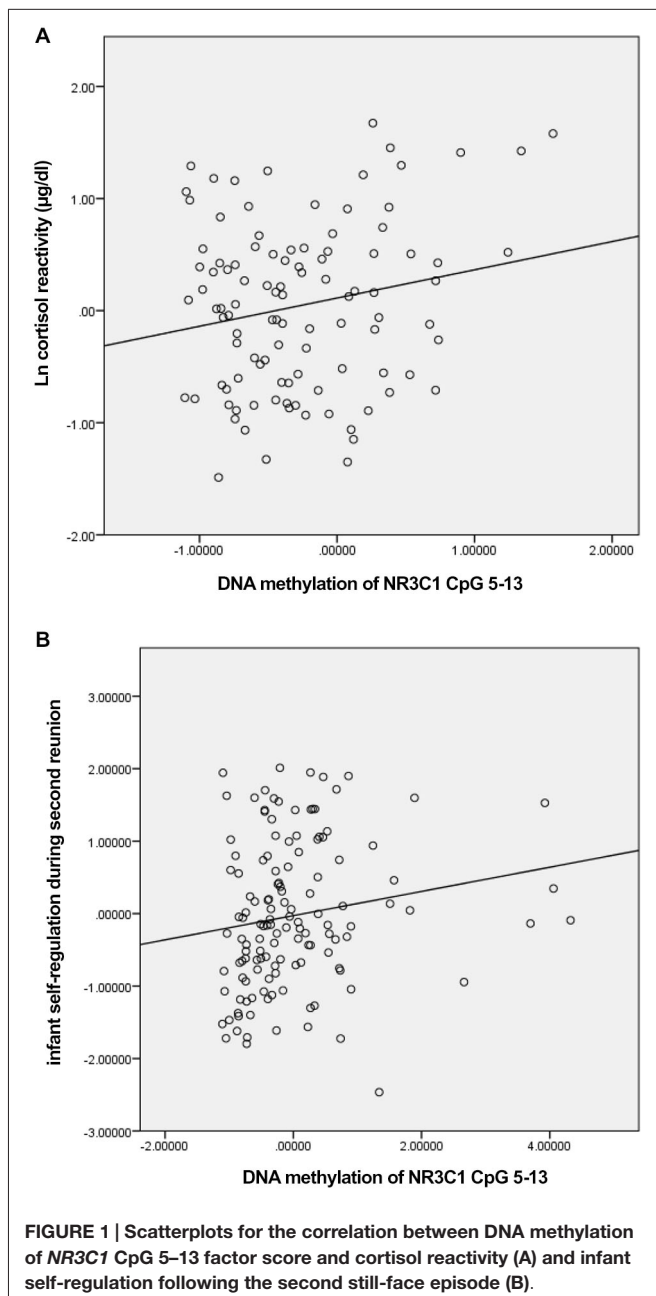 A
2.00
1.00
.00
-1.00
-2.00
Ln cortisol reactivity (µg/dl)
-1.00000 .00000 1.00000 2.00000
DNA methylation of NR3C1 CpG 5-13
B
3.00000
2.00000
1.00000
.00000
-1.00000
-2.00000
-3.00000
infant self-regulation during second reunion
-2.00000 .00000 2.00000 4.00000
DNA methylation of NR3C1 CpG 5-13
FIGURE 1 | Scatterplots for the correlation between DNA methylation
of NR3C1 CpG 5–13 factor score and cortisol reactivity (A) and infant
self-regulation following the second still-face episode (B).